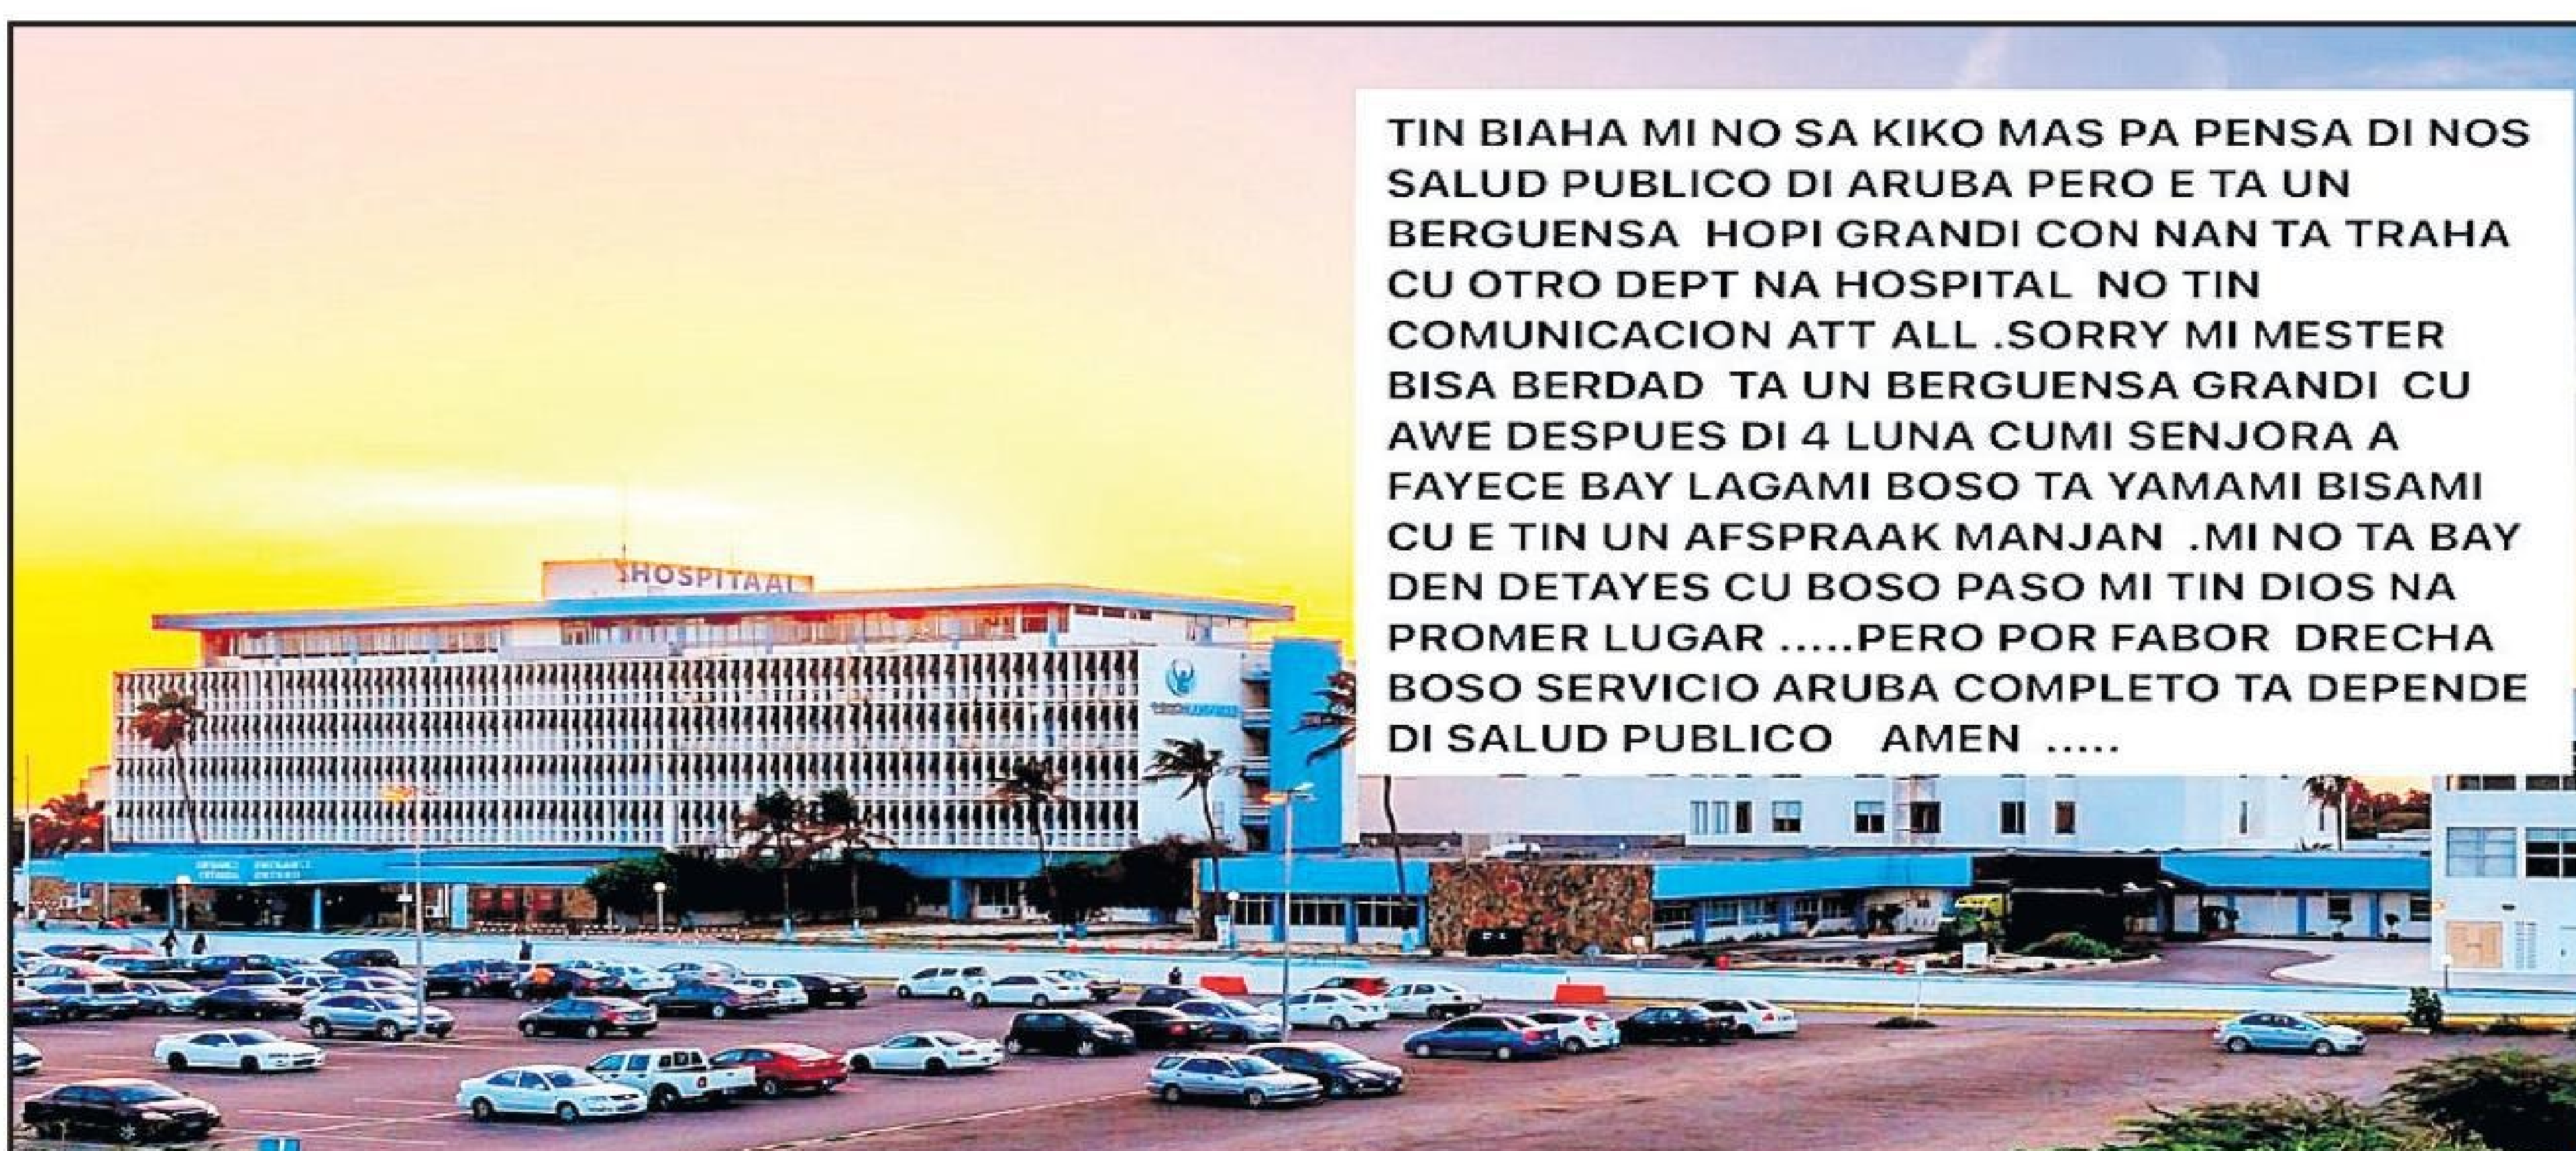 TIN BIAHA MI NO SA KIKO MAS PA PENSA DI NOS
SALUD PUBLICO DI ARUBA PERO E TA UN
BERGUENSA HOPI GRANDI CON NAN TA TRAHA
CU OTRO DEPT NA HOSPITAL NO TIN
COMUNICACION ATT ALL .SORRY MI MESTER
BISA BERDAD TA UN BERGUENSA GRANDI CU
AWE DESPUES DI 4 LUNA CUMI SENJORA A
FAYECE BAY LAGAMI BOSO TA YAMAMI BISAMI
CU E TIN UN AFSPRAAK MANJAN .MI NO TA BAY
DEN DETAYES CU BOSO PASO MI TIN DIOS NA
PROMER LUGAR .....PERO POR FABOR DRECHA
BOSO SERVICIO ARUBA COMPLETO TA DEPENDE
DI SALUD PUBLICO AMEN .....
HOSPITAAL